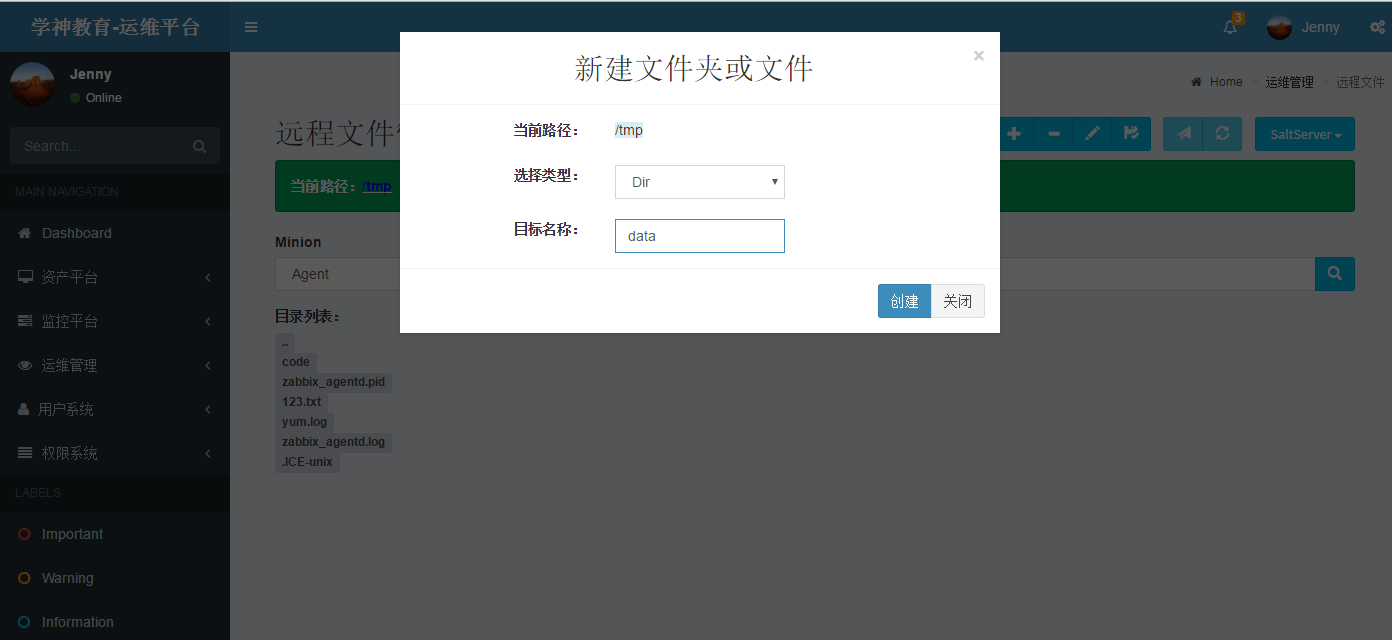 学神教育-运维平台
3
Jenny
Jenny
Online
Search...
MAIN NAVIGATION
Dashboard
资产平台
监控平台
运维管理
用户系统
权限系统
LABELS
Important
Warning
Information
Home > 运维管理 > 远程文件
远程文件
SaltServer
当前路径：/tmp
Minion
Agent
目录列表：
..
code
zabbix_agentd.pid
123.txt
yum.log
zabbix_agentd.log
.ICE-unix
新建文件夹或文件
×
当前路径： /tmp
选择类型： Dir
目标名称： data
创建 关闭